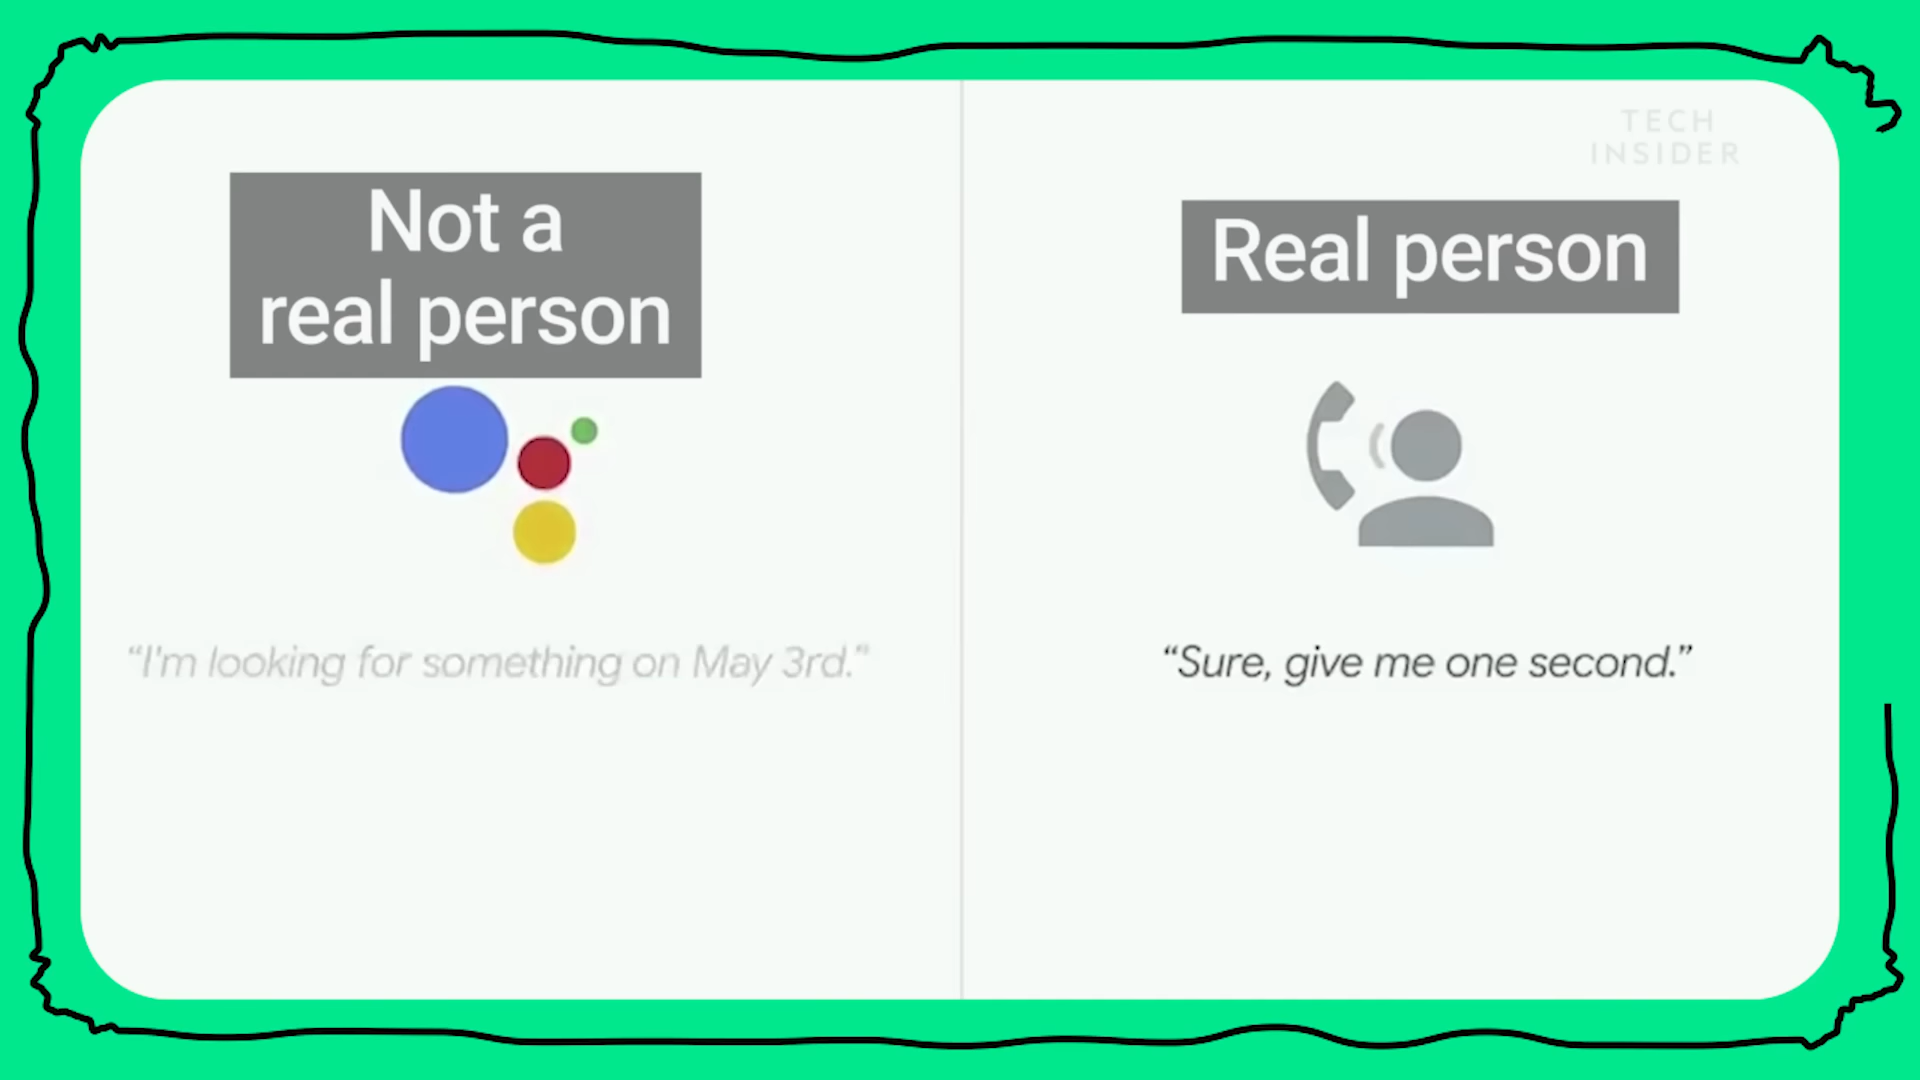 TECH
INSIDER
Not a
real person
Real person
“I'm looking for something on May 3rd.”
“Sure, give me one second.”